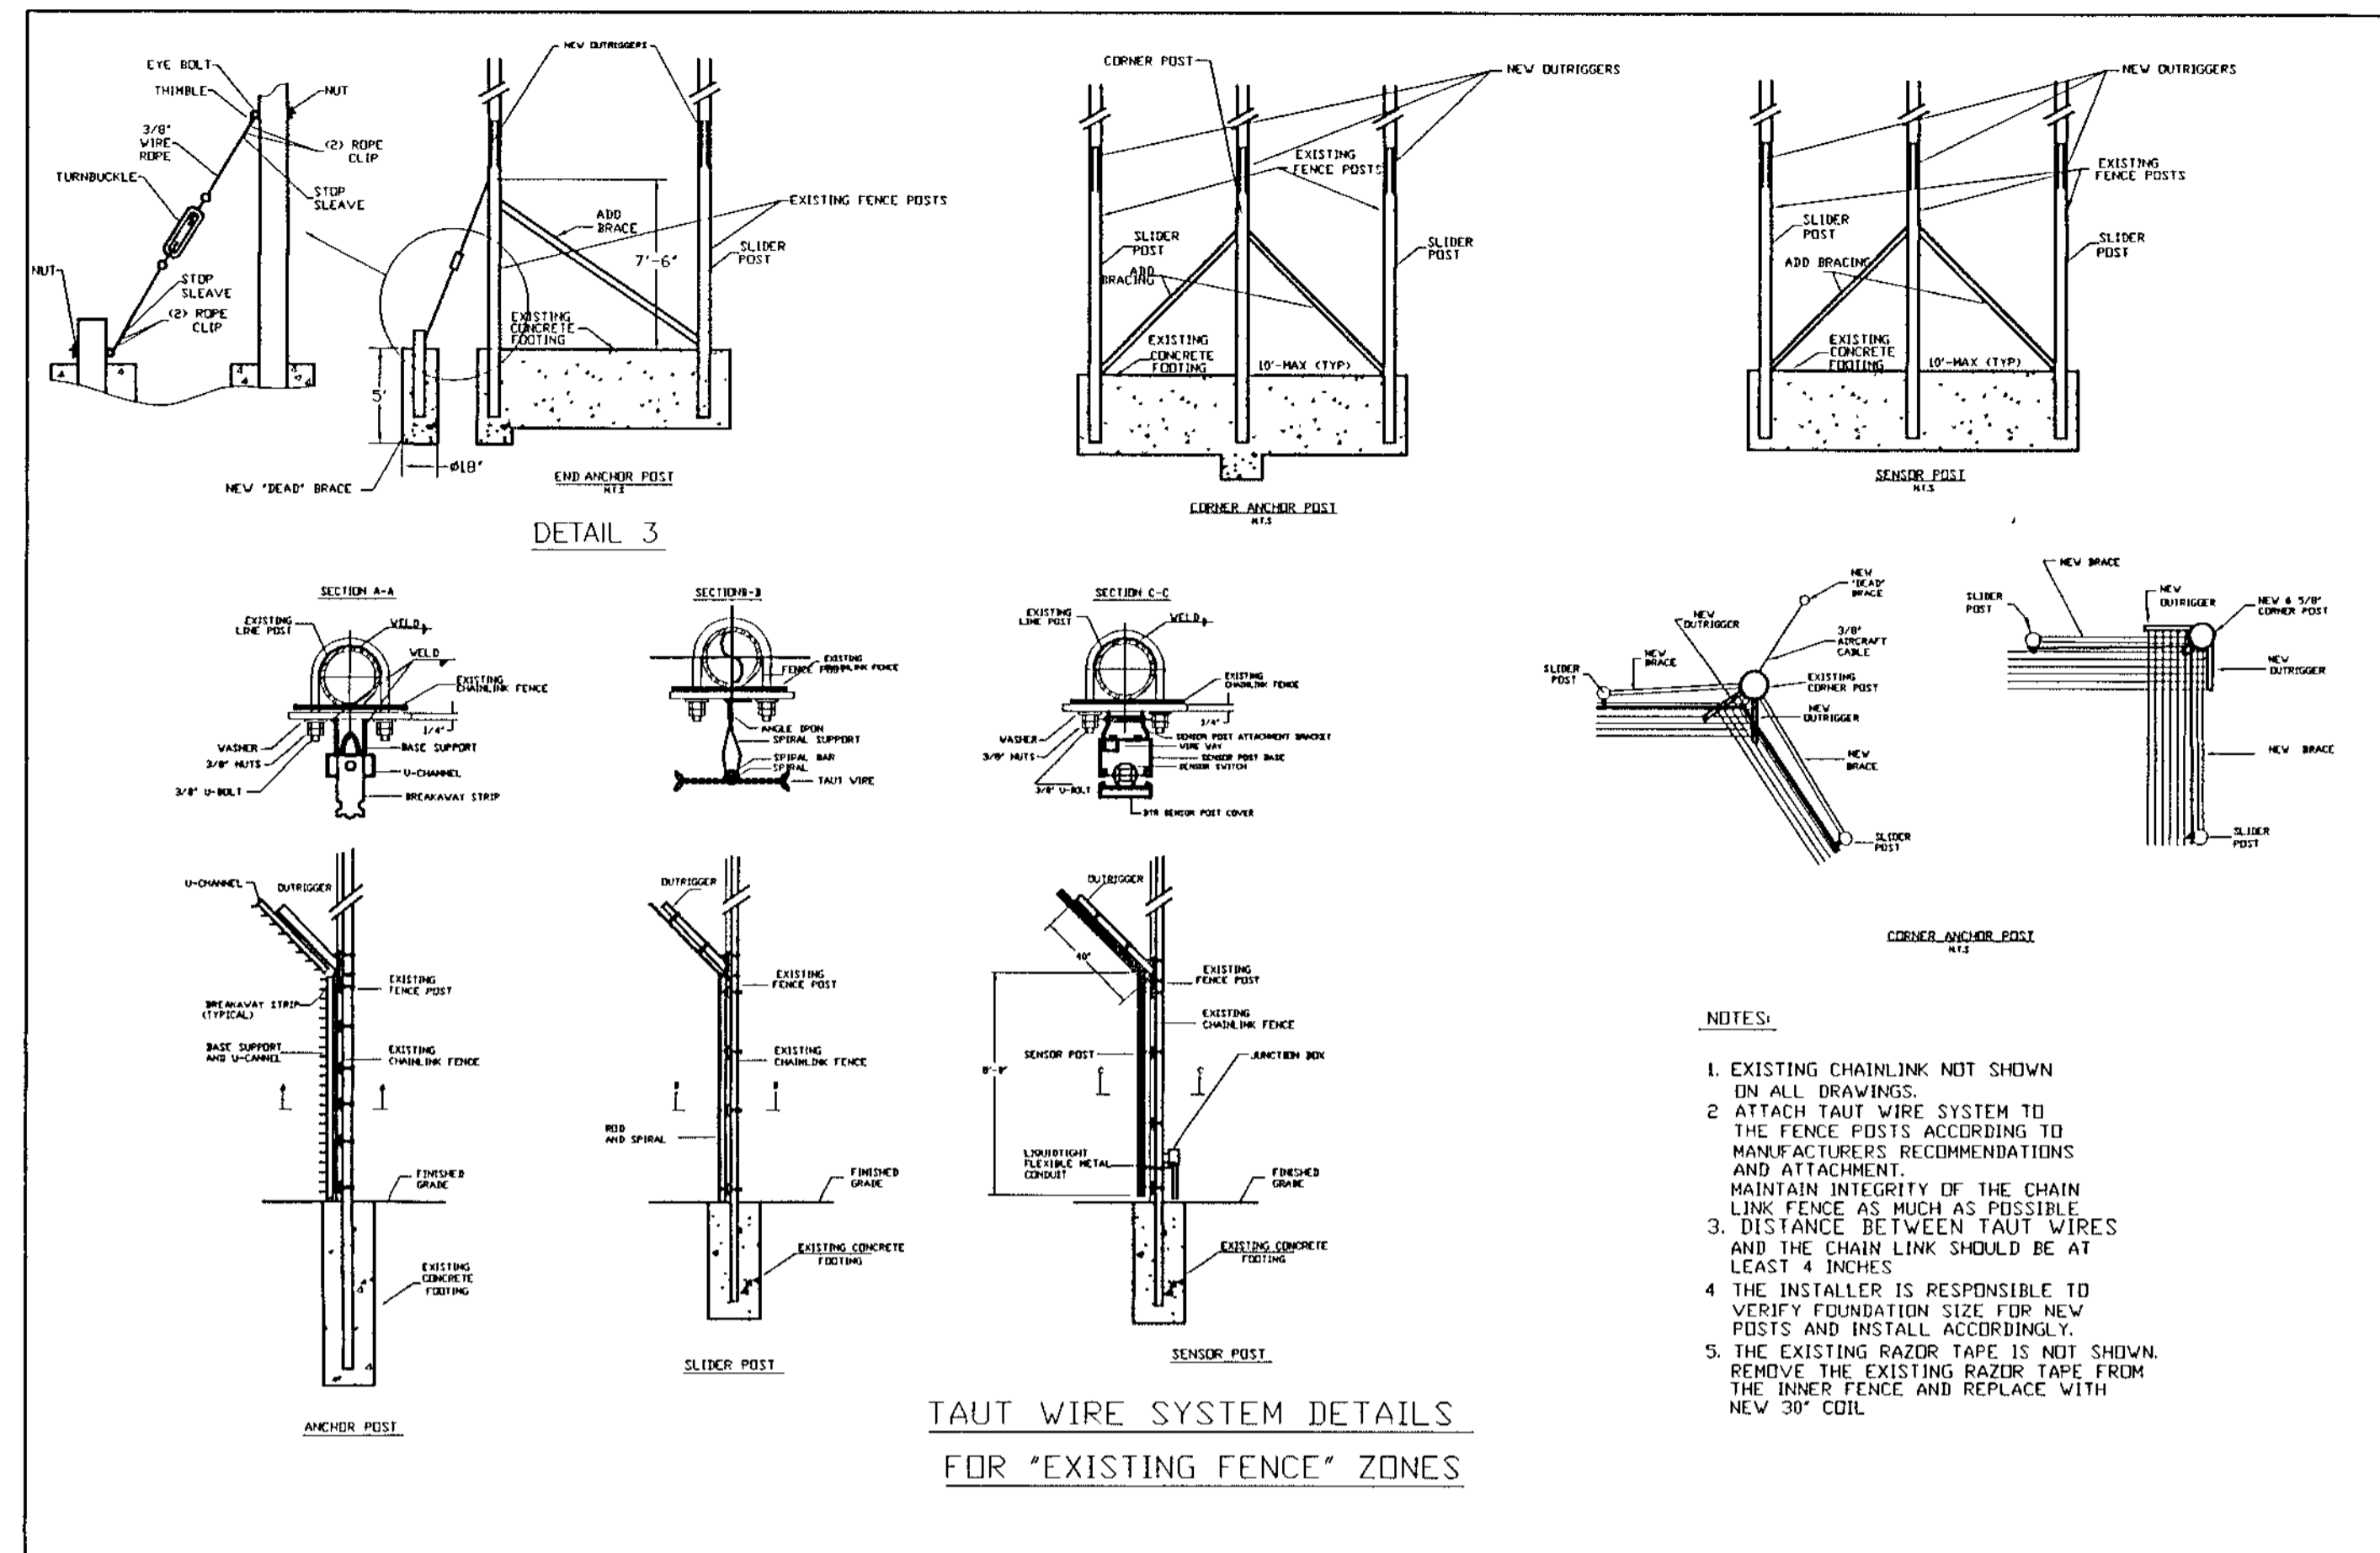 EYE BOLT
THIMBLE
NUT
3/8"
WIRE
ROPE
(2) ROPE
CLIP
TURNBUCKLE
STOP
SLEAVE
NUT
STOP
SLEAVE
(2) ROPE
CLIP
NEW OUTRIGGERS
ADD
BRACE
EXISTING FENCE POSTS
7'-6"
SLIDER
POST
EXISTING
CONCRETE
FOOTING
5'
Ø18"
NEW "DEAD" BRACE
END ANCHOR POST
N.T.S
DETAIL 3
CORNER POST
NEW OUTRIGGERS
EXISTING
FENCE POSTS
SLIDER
POST
ADD
BRACING
SLIDER
POST
EXISTING
CONCRETE
FOOTING
10'-MAX (TYP)
CORNER ANCHOR POST
N.T.S
NEW OUTRIGGERS
EXISTING
FENCE POSTS
SLIDER
POST
SLIDER
POST
ADD BRACING
EXISTING
CONCRETE
FOOTING
10'-MAX (TYP)
SENSOR POST
N.T.S
SECTION A-A
EXISTING
LINE POST
WELD
WELD
EXISTING
CHAINLINK FENCE
1/4"
WASHER
3/8" NUTS
3/8" U-BOLT
BASE SUPPORT
U-CHANNEL
BREAKAWAY STRIP
SECTIONB-B
EXISTING
CHAINLINK FENCE
ANGLE IRON
SPIRAL SUPPORT
SPIRAL BAR
SPIRAL
TAUT WIRE
SECTION C-C
EXISTING
LINE POST
WELD
EXISTING
CHAINLINK FENCE
1/4"
WASHER
3/8" NUTS
3/8" U-BOLT
SENSOR POST ATTACHMENT BRACKET
WIRE WAY
SENSOR POST BASE
SENSOR SWITCH
SENSOR POST COVER
NEW
"DEAD"
BRACE
NEW
OUTRIGGER
3/8"
AIRCRAFT
CABLE
NEW
BRACE
SLIDER
POST
EXISTING
CORNER POST
NEW
OUTRIGGER
NEW
BRACE
SLIDER
POST
NEW BRACE
SLIDER
POST
NEW
OUTRIGGER
NEW 6 5/8"
CORNER POST
NEW
OUTRIGGER
NEW BRACE
SLIDER
POST
CORNER ANCHOR POST
N.T.S
U-CHANNEL
OUTRIGGER
EXISTING
FENCE POST
BREAKAWAY STRIP
(TYPICAL)
BASE SUPPORT
AND U-CANNEL
EXISTING
CHAINLINK FENCE
FINISHED
GRADE
EXISTING
CONCRETE
FOOTING
ANCHOR POST
OUTRIGGER
EXISTING
FENCE POST
EXISTING
CHAINLINK FENCE
B
B
ROD
AND SPIRAL
FINISHED
GRADE
EXISTING CONCRETE
FOOTING
SLIDER POST
OUTRIGGER
40"
EXISTING
FENCE POST
EXISTING
CHAINLINK FENCE
SENSOR POST
JUNCTION BOX
C
C
LIQUIDTIGHT
FLEXIBLE METAL
CONDUIT
FINISHED
GRADE
EXISTING CONCRETE
FOOTING
SENSOR POST
NOTES:
1. EXISTING CHAINLINK NOT SHOWN
ON ALL DRAWINGS.
2 ATTACH TAUT WIRE SYSTEM TO
THE FENCE POSTS ACCORDING TO
MANUFACTURERS RECOMMENDATIONS
AND ATTACHMENT.
MAINTAIN INTEGRITY OF THE CHAIN
LINK FENCE AS MUCH AS POSSIBLE
3. DISTANCE BETWEEN TAUT WIRES
AND THE CHAIN LINK SHOULD BE AT
LEAST 4 INCHES
4 THE INSTALLER IS RESPONSIBLE TO
VERIFY FOUNDATION SIZE FOR NEW
POSTS AND INSTALL ACCORDINGLY.
5. THE EXISTING RAZOR TAPE IS NOT SHOWN.
REMOVE THE EXISTING RAZOR TAPE FROM
THE INNER FENCE AND REPLACE WITH
NEW 30" COIL
TAUT WIRE SYSTEM DETAILS
FOR "EXISTING FENCE" ZONES